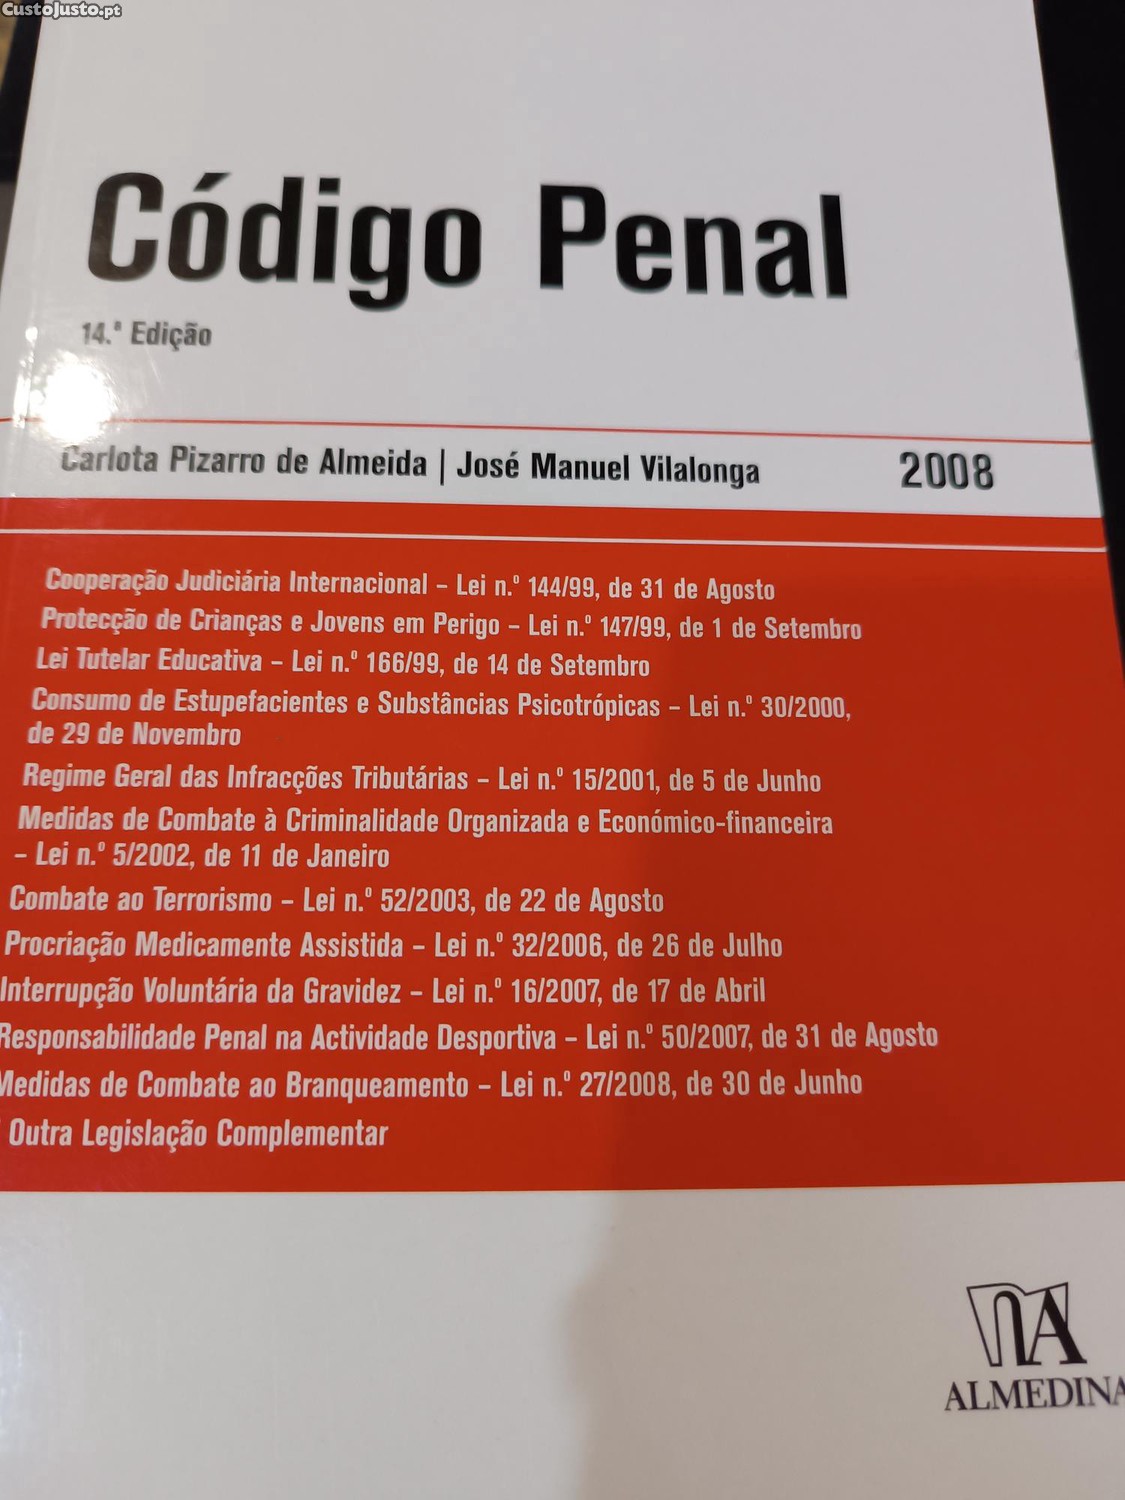 CustoJusto.pt
Código Penal
14.ª Edição
Carlota Pizarro de Almeida | José Manuel Vilalonga 2008
Cooperação Judiciária Internacional – Lei n.º 144/99, de 31 de Agosto
Protecção de Crianças e Jovens em Perigo – Lei n.º 147/99, de 1 de Setembro
Lei Tutelar Educativa – Lei n.º 166/99, de 14 de Setembro
Consumo de Estupefacientes e Substâncias Psicotrópicas – Lei n.º 30/2000,
de 29 de Novembro
Regime Geral das Infracções Tributárias – Lei n.º 15/2001, de 5 de Junho
Medidas de Combate à Criminalidade Organizada e Económico-financeira
– Lei n.º 5/2002, de 11 de Janeiro
Combate ao Terrorismo – Lei n.º 52/2003, de 22 de Agosto
Procriação Medicamente Assistida – Lei n.º 32/2006, de 26 de Julho
Interrupção Voluntária da Gravidez – Lei n.º 16/2007, de 17 de Abril
Responsabilidade Penal na Actividade Desportiva – Lei n.º 50/2007, de 31 de Agosto
Medidas de Combate ao Branqueamento – Lei n.º 27/2008, de 30 de Junho
Outra Legislação Complementar
ALMEDINA